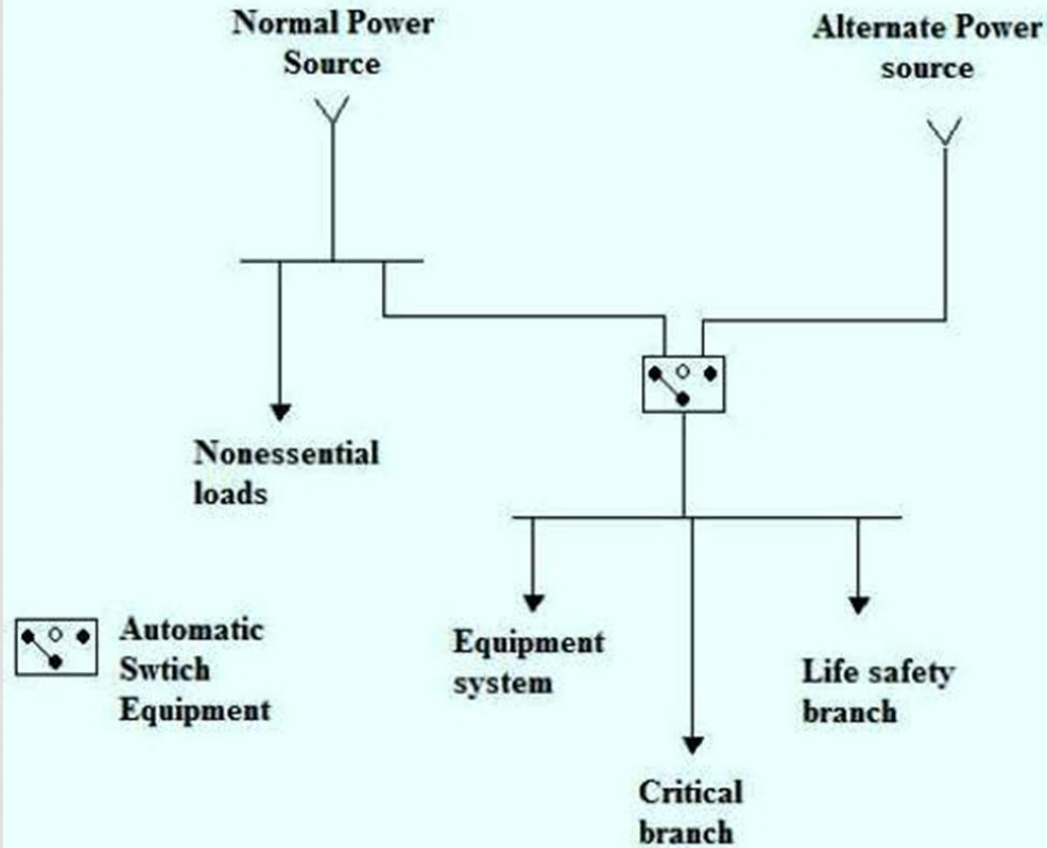 Normal Power
Source
Alternate Power
source
Nonessential
loads
Automatic
Swtich
Equipment
Equipment
system
Life safety
branch
Critical
branch